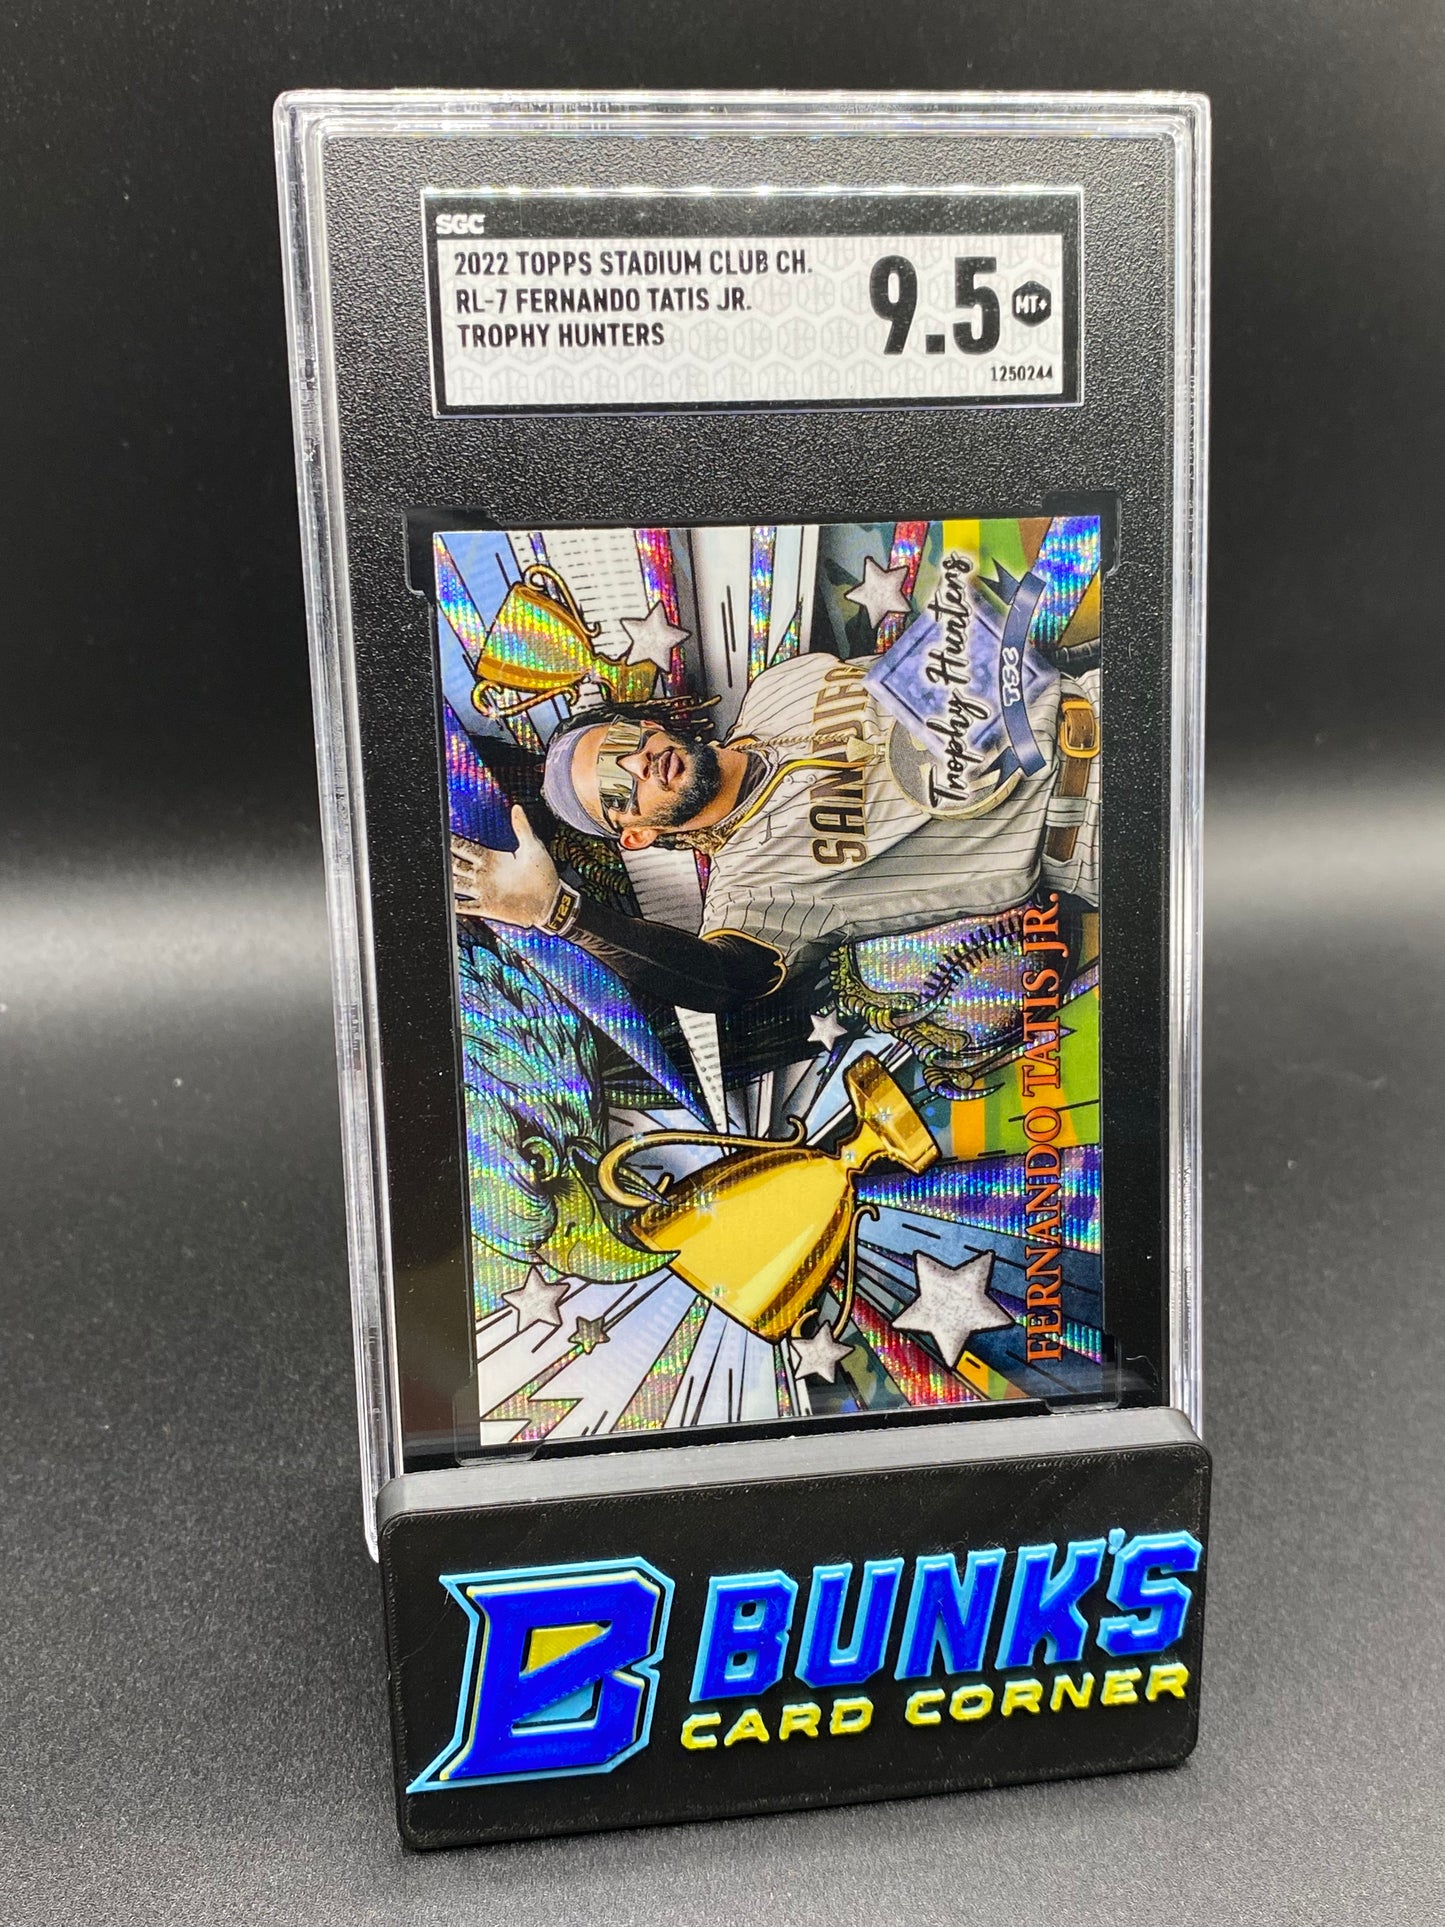 SGC
2022 TOPPS STADIUM CLUB CH.
RL-7 FERNANDO TATIS JR.
TROPHY HUNTERS
9.5
MT+
1250244
Trophy Hunters
TSC
SAN DIEG
FERNANDO TATIS JR.
B
BUNK'S
CARD CORNER